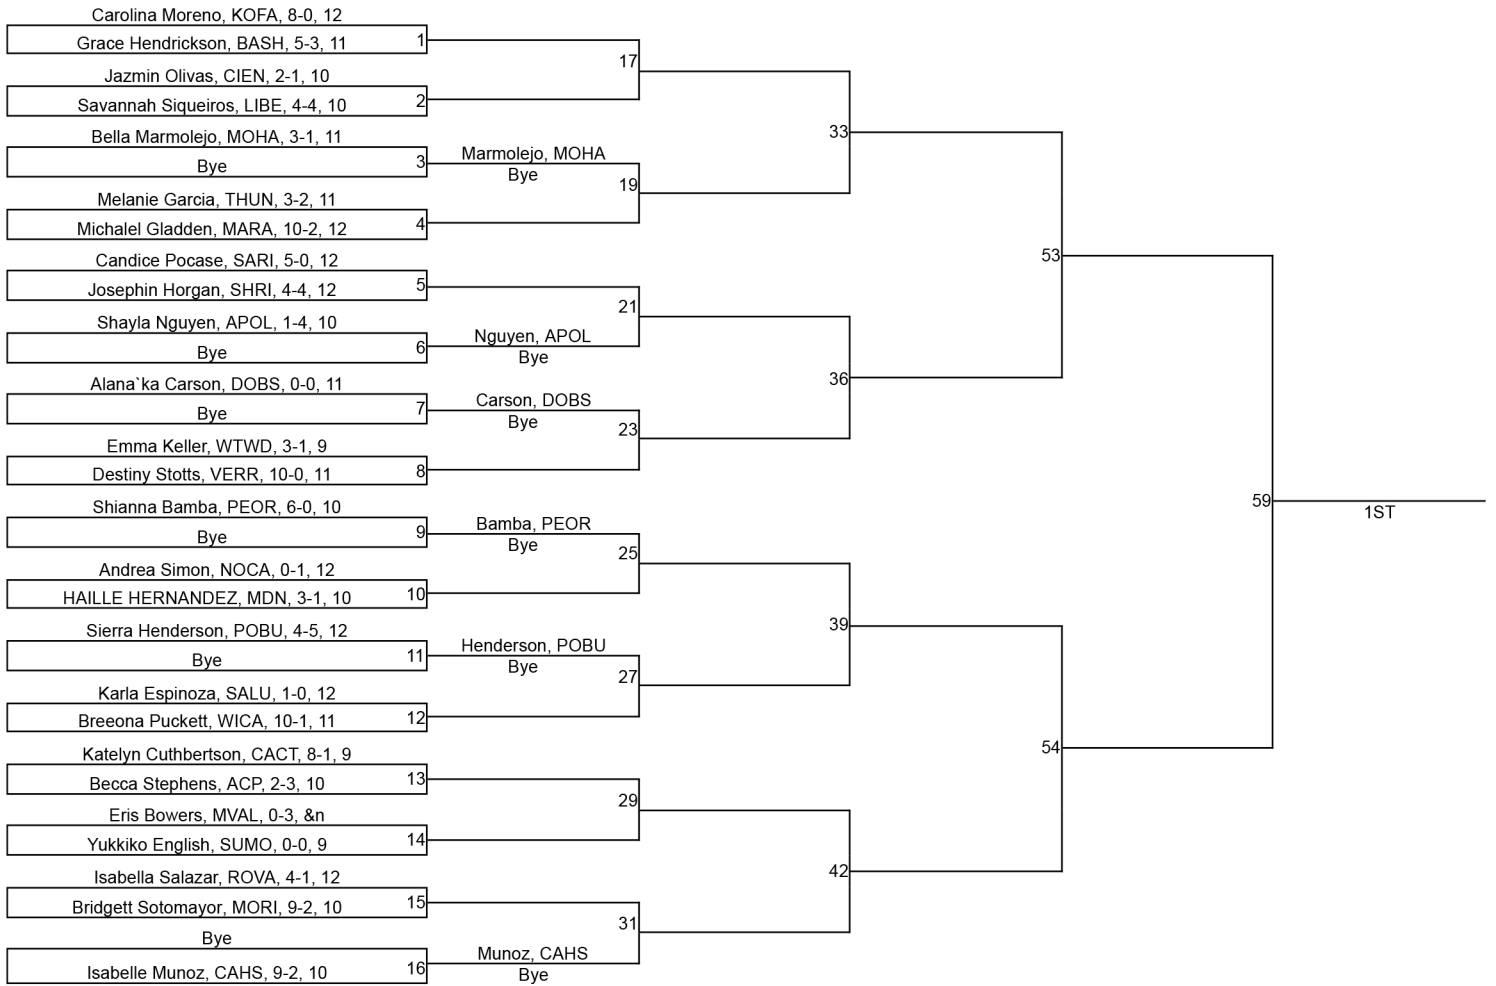 Carolina Moreno, KOFA, 8-0, 12
Grace Hendrickson, BASH, 5-3, 11
1
17
Jazmin Olivas, CIEN, 2-1, 10
Savannah Siqueiros, LIBE, 4-4, 10
2
33
Bella Marmolejo, MOHA, 3-1, 11
Bye
3
Marmolejo, MOHA
Bye
19
Melanie Garcia, THUN, 3-2, 11
Michalel Gladden, MARA, 10-2, 12
4
53
Candice Pocase, SARI, 5-0, 12
Josephin Horgan, SHRI, 4-4, 12
5
21
Shayla Nguyen, APOL, 1-4, 10
Bye
6
Nguyen, APOL
Bye
36
Alana`ka Carson, DOBS, 0-0, 11
Bye
7
Carson, DOBS
Bye
23
Emma Keller, WTWD, 3-1, 9
Destiny Stotts, VERR, 10-0, 11
8
59
1ST
Shianna Bamba, PEOR, 6-0, 10
Bye
9
Bamba, PEOR
Bye
25
Andrea Simon, NOCA, 0-1, 12
HAILLE HERNANDEZ, MDN, 3-1, 10
10
39
Sierra Henderson, POBU, 4-5, 12
Bye
11
Henderson, POBU
Bye
27
Karla Espinoza, SALU, 1-0, 12
Breeona Puckett, WICA, 10-1, 11
12
54
Katelyn Cuthbertson, CACT, 8-1, 9
Becca Stephens, ACP, 2-3, 10
13
29
Eris Bowers, MVAL, 0-3, &n
Yukkiko English, SUMO, 0-0, 9
14
42
Isabella Salazar, ROVA, 4-1, 12
Bridgett Sotomayor, MORI, 9-2, 10
15
31
Bye
Isabelle Munoz, CAHS, 9-2, 10
16
Munoz, CAHS
Bye